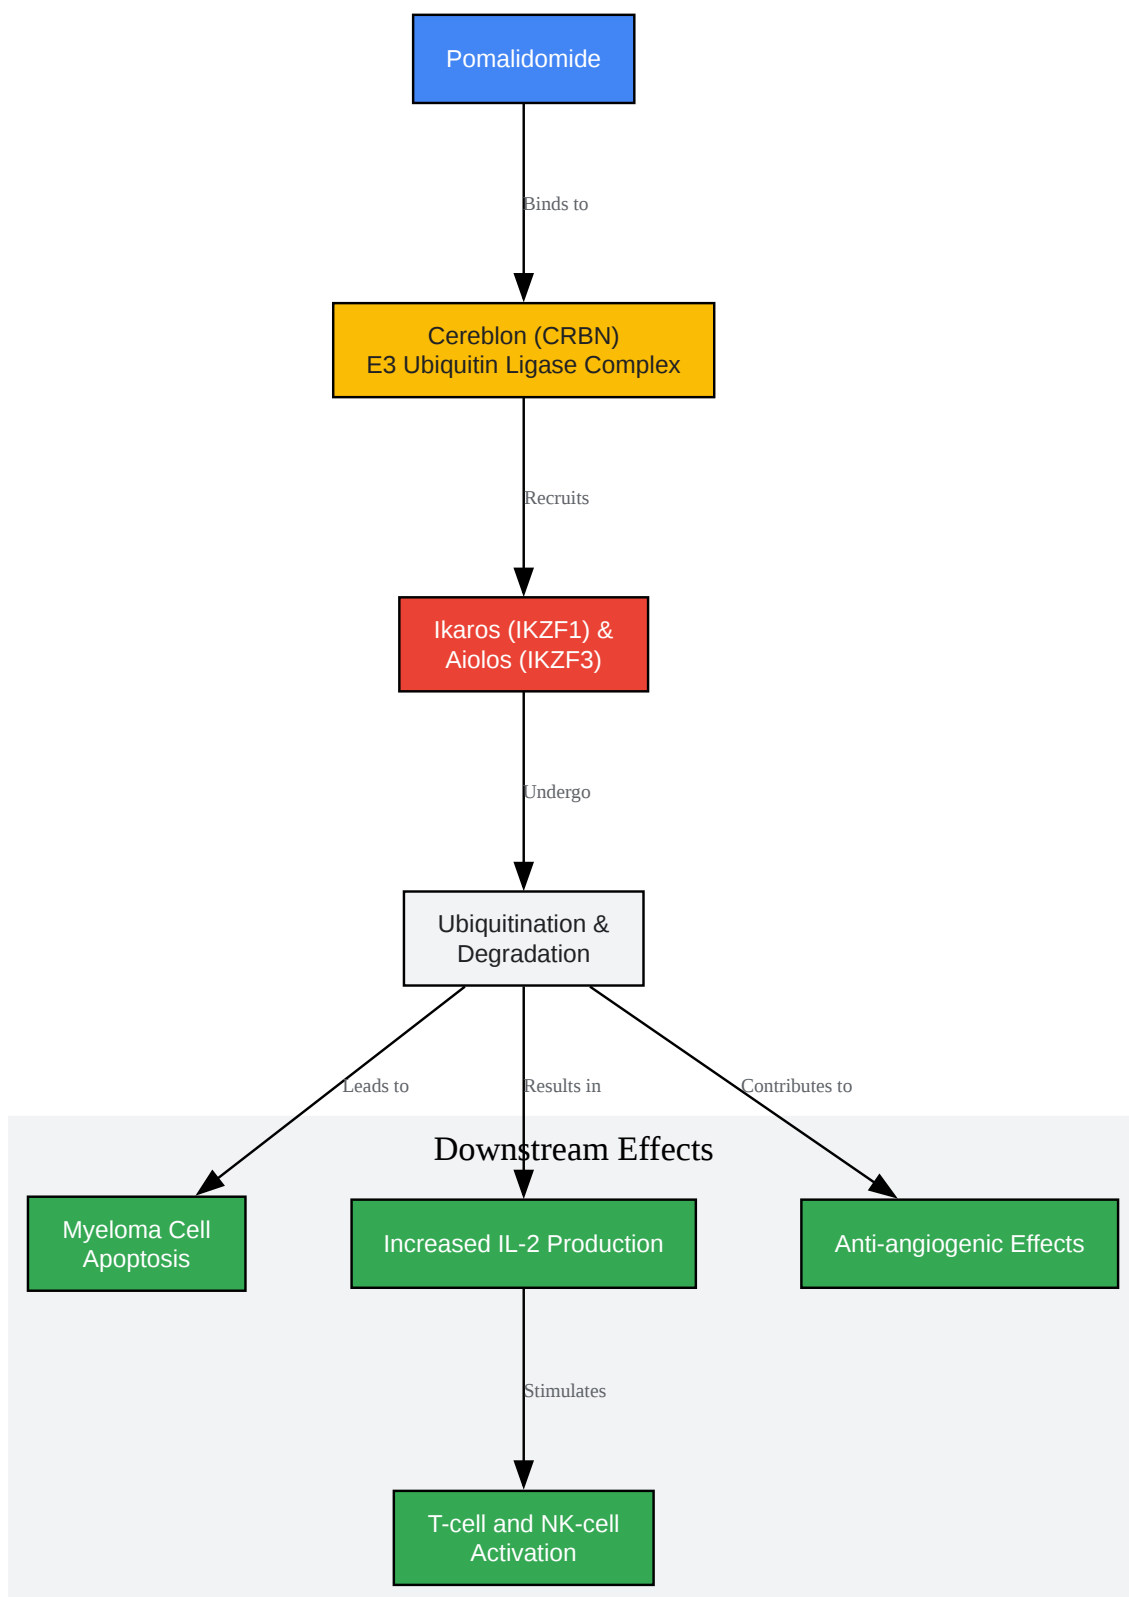 Pomalidomide
Binds to
Cereblon (CRBN)
E3 Ubiquitin Ligase Complex
Recruits
Ikaros (IKZF1) &
Aiolos (IKZF3)
Undergo
Ubiquitination &
Degradation
Leads to
Results in
Contributes to
Downstream Effects
Myeloma Cell
Apoptosis
Increased IL-2 Production
Anti-angiogenic Effects
Stimulates
T-cell and NK-cell
Activation